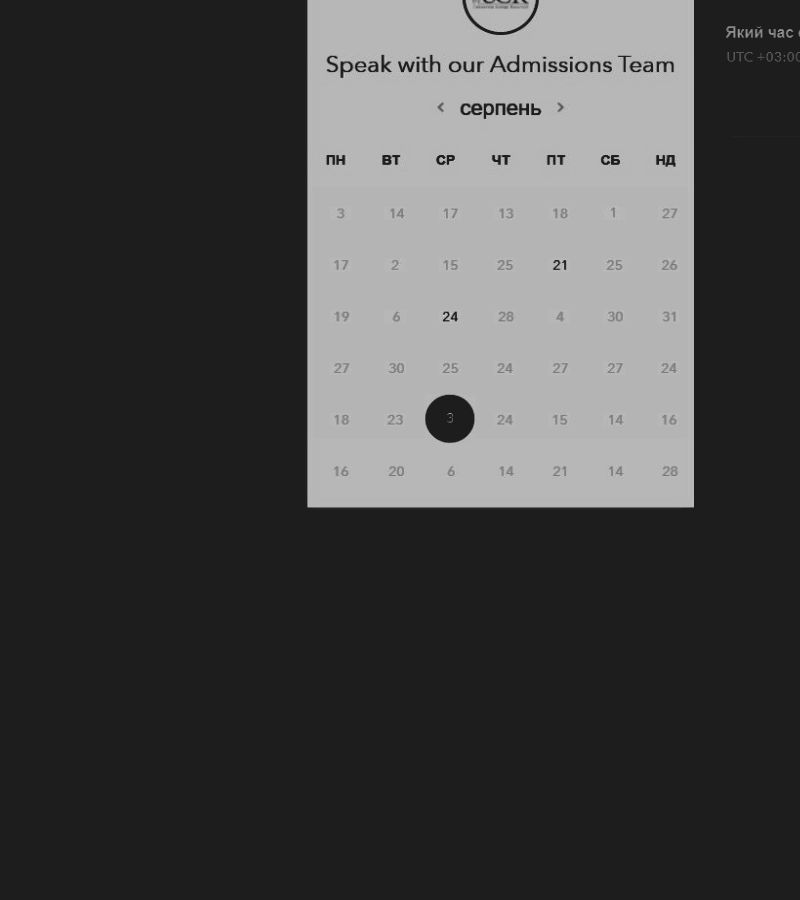 Speak with our Admissions Team
Який час
UTC +03:00
< серпень >
ПН ВТ СР ЧТ ПТ СБ НД
3 14 17 13 18 1 27
17 2 15 25 21 25 26
19 6 24 28 4 30 31
27 30 25 24 27 27 24
18 23 3 24 15 14 16
16 20 6 14 21 14 28